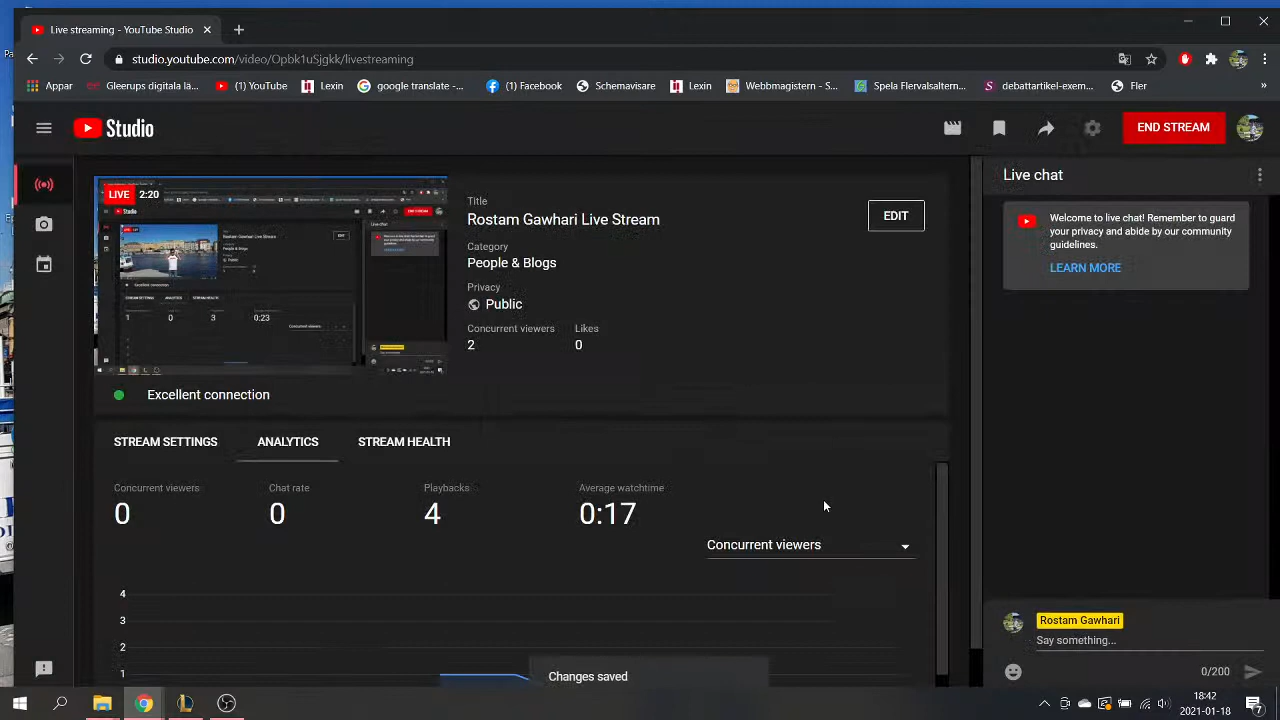 Live streaming - YouTube Studio
studio.youtube.com/video/Opbk1uSjgkk/livestreaming
Appar
Gleerups digitala lä...
(1) YouTube
Lexin
google translate -...
(1) Facebook
Schemavisare
Lexin
Webbmagistern - S...
Spela Flervalsaltern...
debattartikel-exem...
Fler
»
Studio
END STREAM
LIVE 2:20
Title
Rostam Gawhari Live Stream
EDIT
Category
People & Blogs
Privacy
Public
Concurrent viewers Likes
2 0
Excellent connection
STREAM SETTINGS ANALYTICS STREAM HEALTH
Concurrent viewers Chat rate Playbacks Average watchtime
0 0 4 0:17
Concurrent viewers
4
3
2
1
Changes saved
Live chat
Welcome to live chat! Remember to guard
your privacy and abide by our community
guidelines.
LEARN MORE
Rostam Gawhari
Say something...
0/200
18:42
2021-01-18